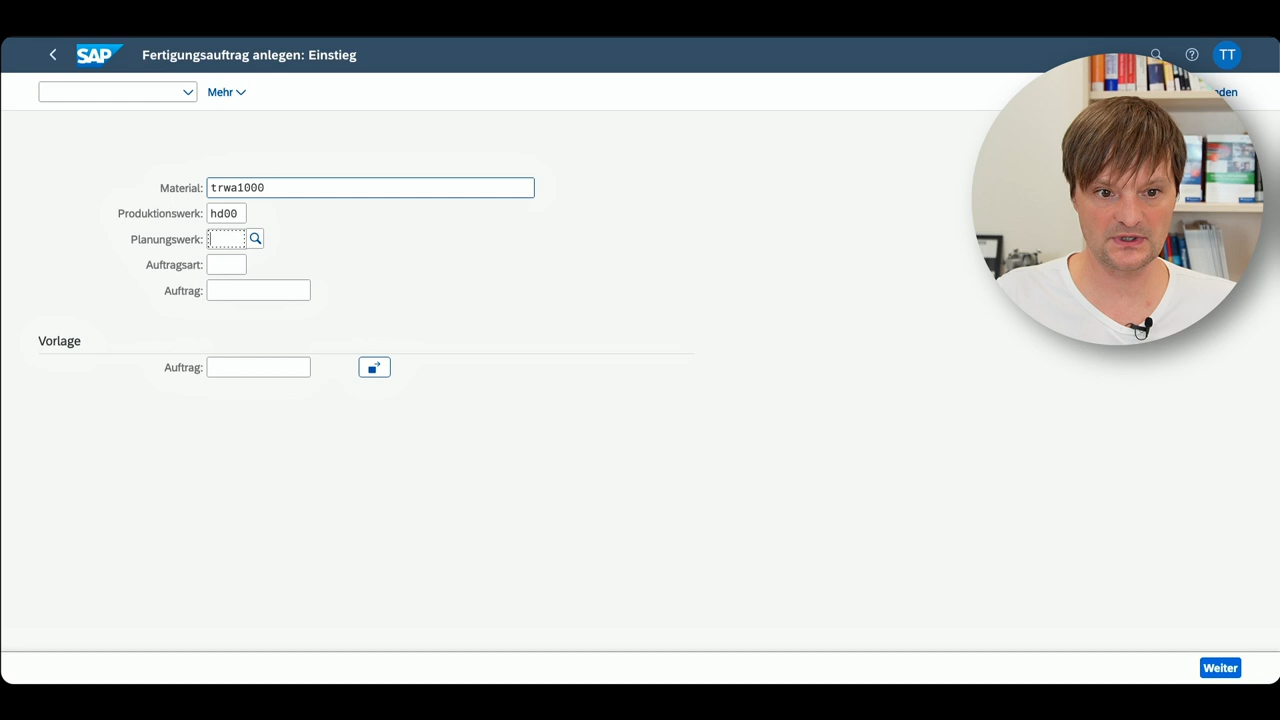 SAP Fertigungsauftrag anlegen: Einstieg TT
Mehr
Material: trwa1000
Produktionswerk: hd00
Planungswerk:
Auftragsart:
Auftrag:
Vorlage
Auftrag:
Weiter